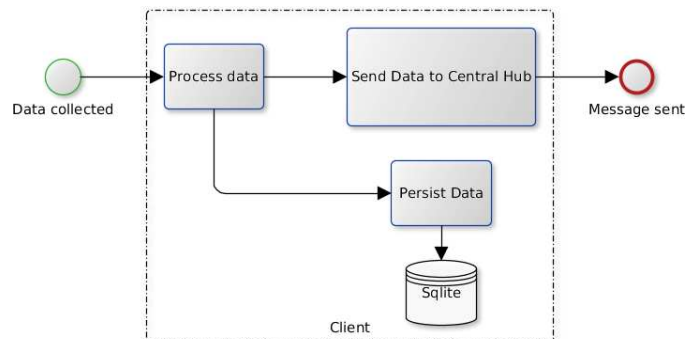 Process data
Send Data to Central Hub
Data collected
Message sent
Persist Data
Sqlite
Client